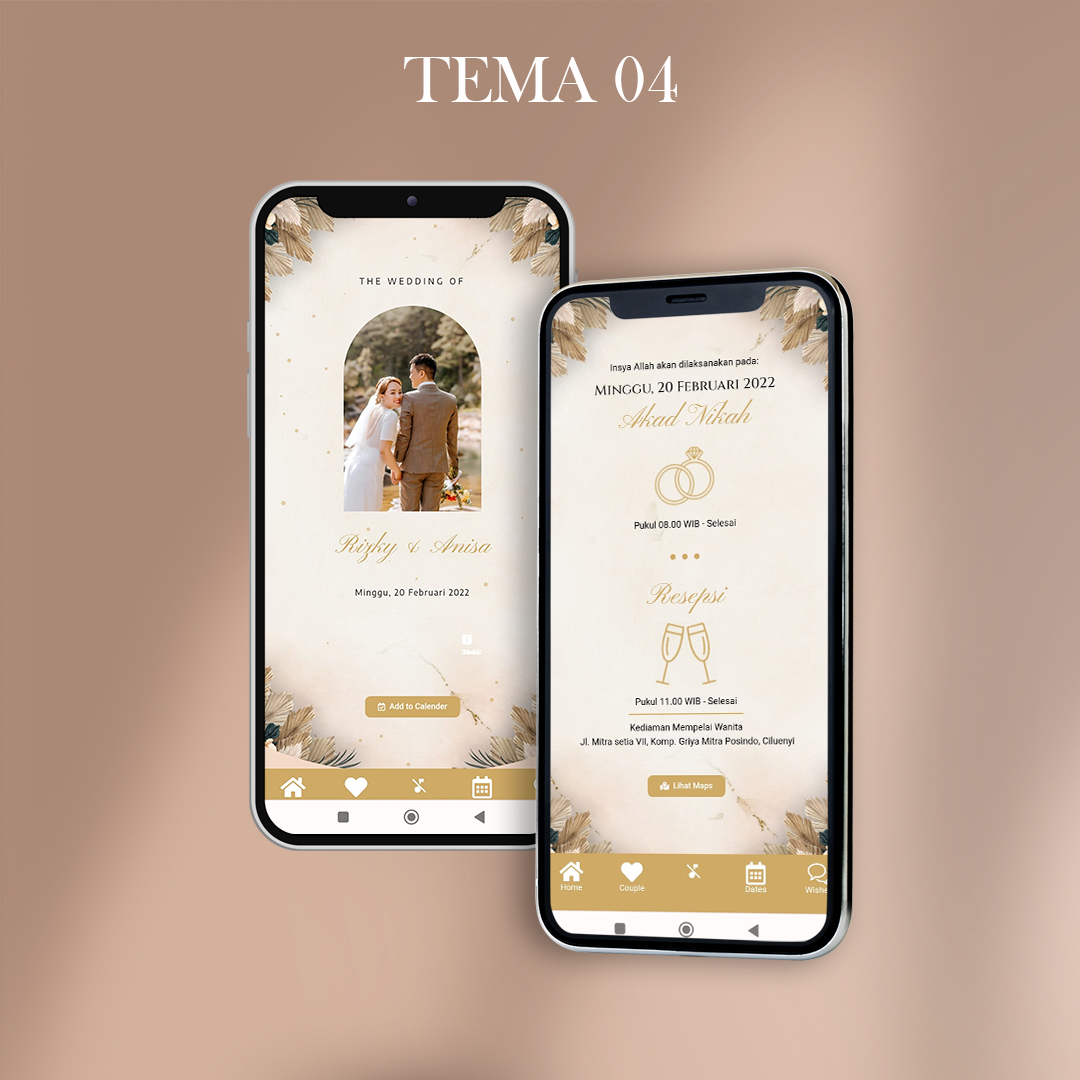 TEMA 04
THE WEDDING OF
Rizky & Anisa
Minggu, 20 Februari 2022
Add to Calender
Insya Allah akan dilaksanakan pada:
MINGGU, 20 FEBRUARI 2022
Akad Nikah
Pukul 08.00 WIB - Selesai
Resepsi
Pukul 11.00 WIB - Selesai
Kediaman Mempelai Wanita
Jl. Mitra setia VII, Komp. Griya Mitra Posindo, Ciluenyi
Lihat Maps
Home
Couple
Dates
Wishe